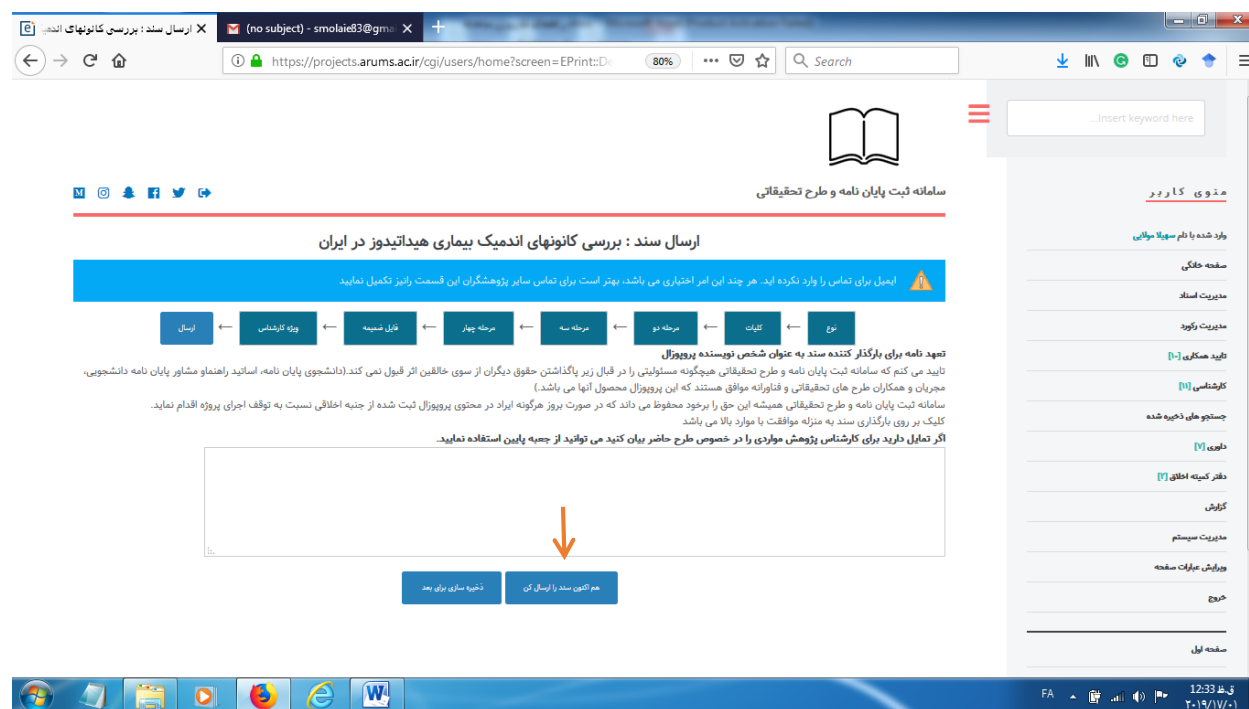 ارسال سند : بررسی کانونهای اندمی
(no subject) - smolaie83@gma
https://projects.arums.ac.ir/cgi/users/home?screen=EPrint::D
80%
Search
Insert keyword here...
سامانه ثبت پایان نامه و طرح تحقیقاتی
منوی کاربر
ارسال سند : بررسی کانونهای اندمیک بیماری هیداتیدوز در ایران
ایمیل برای تماس را وارد نکرده اید. هر چند این امر اختیاری می باشد، بهتر است برای تماس سایر پژوهشگران این قسمت رانیز تکمیل نمایید
نوع ← کلیات ← مرحله دو ← مرحله سه ← مرحله چهار ← فایل ضمیمه ← ویژه کارشناس ← ارسال
تعهد نامه برای بارگذار کننده سند به عنوان شخص نویسنده پروپوزال
تایید می کنم که سامانه ثبت پایان نامه و طرح تحقیقاتی هیچگونه مسئولیتی را در قبال زیر پاگذاشتن حقوق دیگران از سوی خالقین اثر قبول نمی کند.(دانشجوی پایان نامه، اساتید راهنماو مشاور پایان نامه دانشجویی،
مجریان و همکاران طرح های تحقیقاتی و فناورانه موافق هستند که این پروپوزال محصول آنها می باشد.)
سامانه ثبت پایان نامه و طرح تحقیقاتی همیشه این حق را برخود محفوظ می داند که در صورت بروز هرگونه ایراد در محتوی پروپوزال ثبت شده از جنبه اخلاقی نسبت به توقف اجرای پروژه اقدام نماید.
کلیک بر روی بارگذاری سند به منزله موافقت با موارد بالا می باشد
اگر تمایل دارید برای کارشناس پژوهش مواردی را در خصوص طرح حاضر بیان کنید می توانید از جعبه پایین استفاده نمایید.
هم اکنون سند را ارسال کن
ذخیره سازی برای بعد
وارد شده با نام سهیلا مولایی
صفحه خانگی
مدیریت اسناد
مدیریت رکورد
تایید همکاری [۱۰]
کارشناسی [۱۱]
جستجو های ذخیره شده
داوری [۷]
دفتر کمیته اخلاق [۲]
گزارش
مدیریت سیستم
ویرایش عبارات صفحه
خروج
صفحه اول
FA
12:33 ق.ظ
۲۰۱۹/۱۷/۰۱